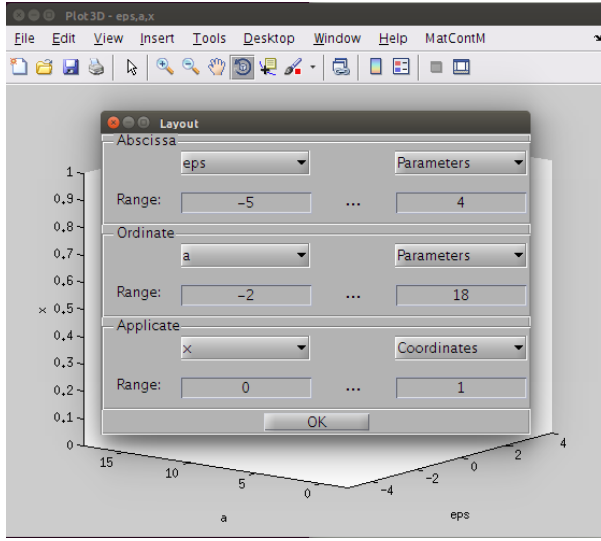 Plot3D - eps,a,x
File Edit View Insert Tools Desktop Window Help MatContM
Layout
Abscissa
eps Parameters
Range: -5 ... 4
Ordinate
a Parameters
Range: -2 ... 18
Applicate
x Coordinates
Range: 0 ... 1
OK
1
0.9
0.8
0.7
0.6
x 0.5
0.4
0.3
0.2
0.1
0
15 10 5 0 -4 -2 0 2 4
a eps